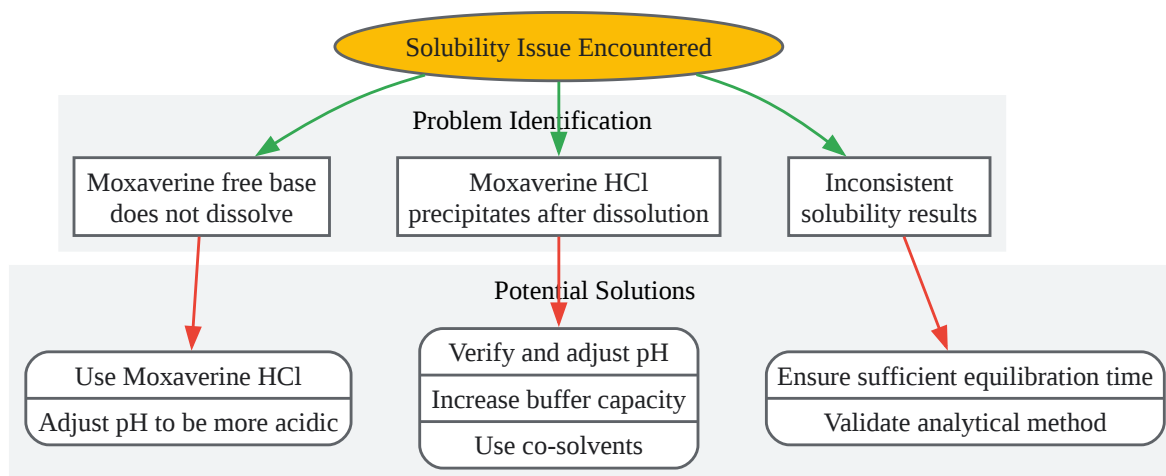 Solubility Issue Encountered
Problem Identification
Moxaverine free base
does not dissolve
Moxaverine HCl
precipitates after dissolution
Inconsistent
solubility results
Potential Solutions
Use Moxaverine HCl
Adjust pH to be more acidic
Verify and adjust pH
Increase buffer capacity
Use co-solvents
Ensure sufficient equilibration time
Validate analytical method